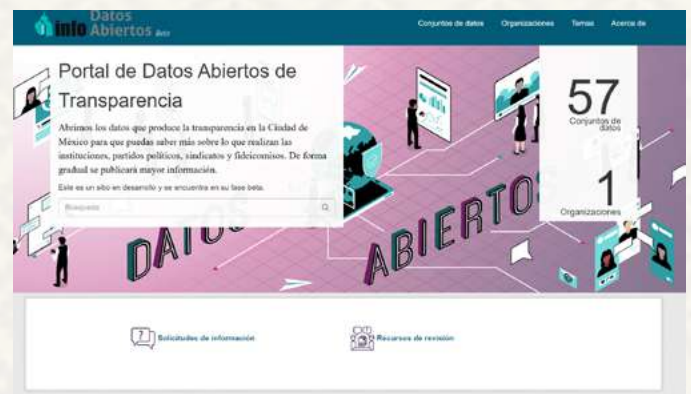 info Datos
Abiertos Beta
Conjuntos de datos Organizaciones Temas Acerca de
Portal de Datos Abiertos de
Transparencia
Abrimos los datos que produce la transparencia en la Ciudad de
México para que puedas saber más sobre lo que realizan las
instituciones, partidos políticos, sindicatos y fideicomisos. De forma
gradual se publicará mayor información.
Este es un sitio en desarrollo y se encuentra en su fase beta.
Búsqueda
57
Conjuntos de
datos
1
Organizaciones
DATOS ABIERTOS
Solicitudes de información
Recursos de revisión